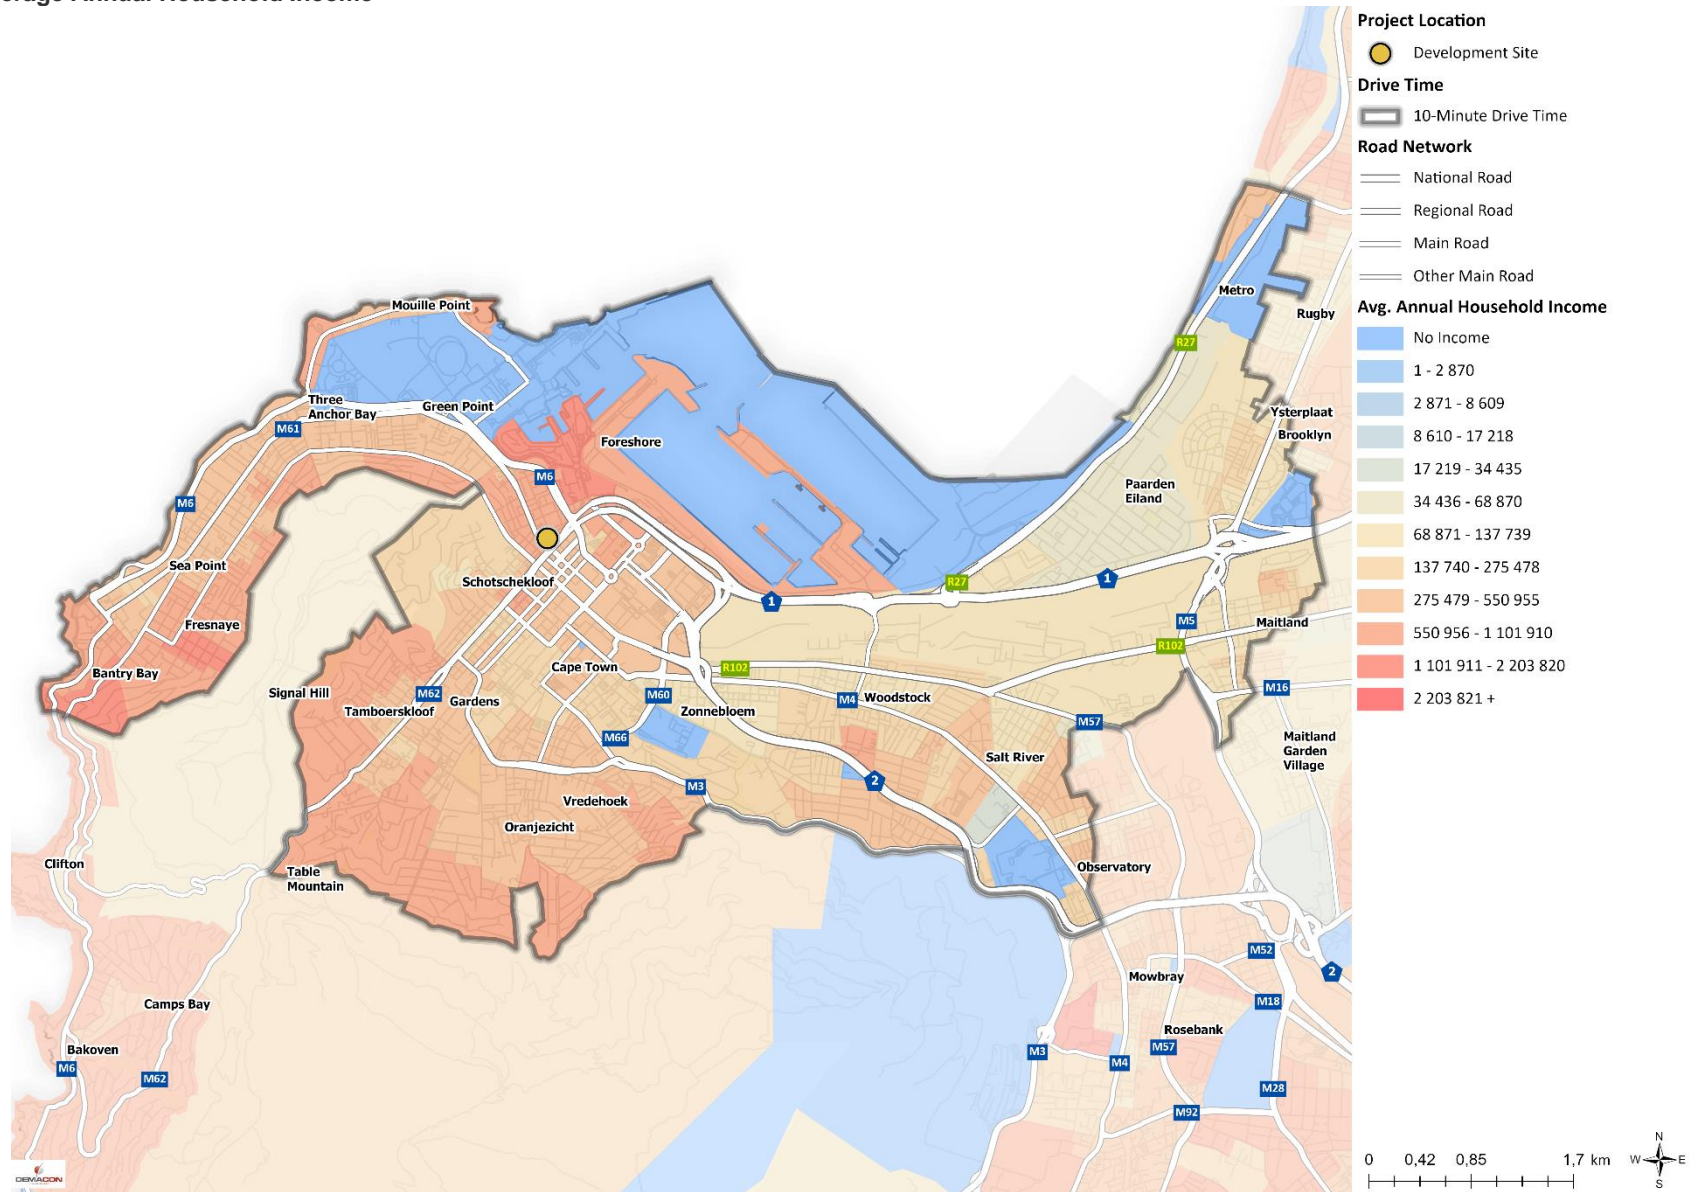 erage Annual Household Income
Project Location
Development Site
Drive Time
10-Minute Drive Time
Road Network
National Road
Regional Road
Main Road
Other Main Road
Avg. Annual Household Income
No Income
1 - 2 870
2 871 - 8 609
8 610 - 17 218
17 219 - 34 435
34 436 - 68 870
68 871 - 137 739
137 740 - 275 478
275 479 - 550 955
550 956 - 1 101 910
1 101 911 - 2 203 820
2 203 821 +
Metro
Mouille Point
Rugby
R27
Three
Anchor Bay
Green Point
M61
Ysterplaat
Brooklyn
Foreshore
M6
Paarden
Eiland
M6
Sea Point
Schotschekloof
R27
1
1
Fresnaye
M5
Maitland
R102
Bantry Bay
Cape Town
R102
Signal Hill
M62
Gardens
M60
M4
Woodstock
M16
Tamboerskloof
Zonnebloem
M57
M66
Maitland
Garden
Village
Salt River
M3
2
Vredehoek
Oranjezicht
Clifton
Table
Mountain
Observatory
M52
2
Mowbray
M18
Camps Bay
Rosebank
Bakoven
M57
M3
M4
M6
M62
M28
M92
DEMACON
0
0,42
0,85
1,7 km
N
W
E
S